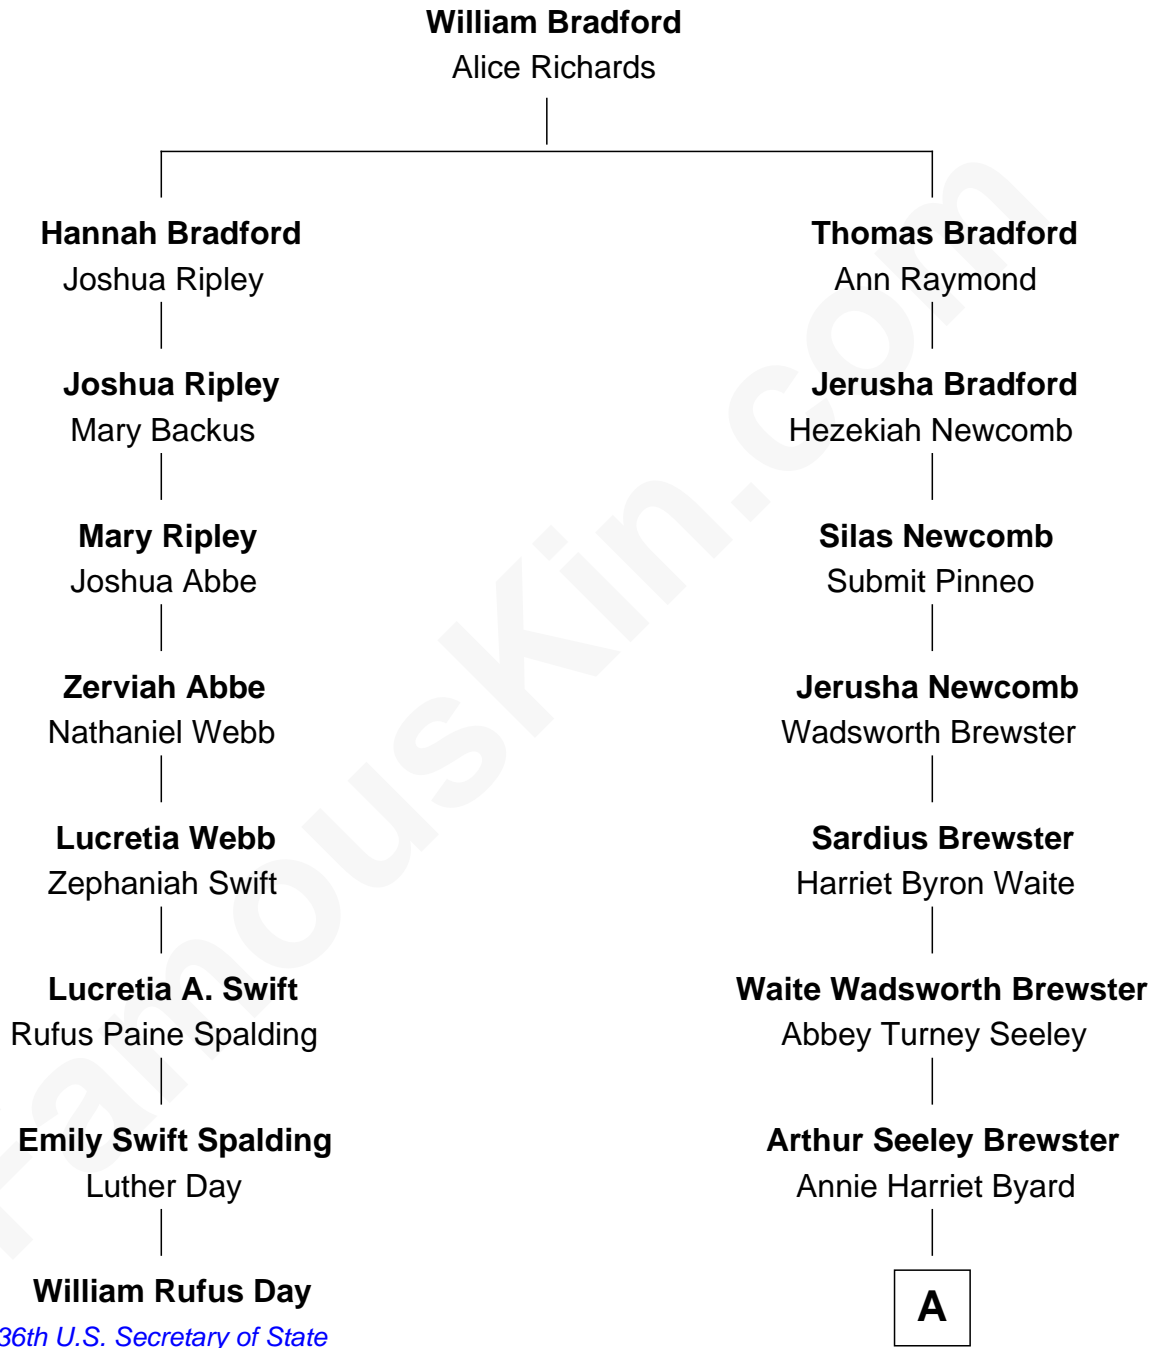 William Bradford
Alice Richards
Hannah Bradford
Joshua Ripley
Thomas Bradford
Ann Raymond
Joshua Ripley
Mary Backus
Jerusha Bradford
Hezekiah Newcomb
Mary Ripley
Joshua Abbe
Silas Newcomb
Submit Pinneo
Zerviah Abbe
Nathaniel Webb
Jerusha Newcomb
Wadsworth Brewster
Lucretia Webb
Zephaniah Swift
Sardius Brewster
Harriet Byron Waite
Lucretia A. Swift
Rufus Paine Spalding
Waite Wadsworth Brewster
Abbey Turney Seeley
Emily Swift Spalding
Luther Day
Arthur Seeley Brewster
Annie Harriet Byard
William Rufus Day
36th U.S. Secretary of State
A
FamousKin.com